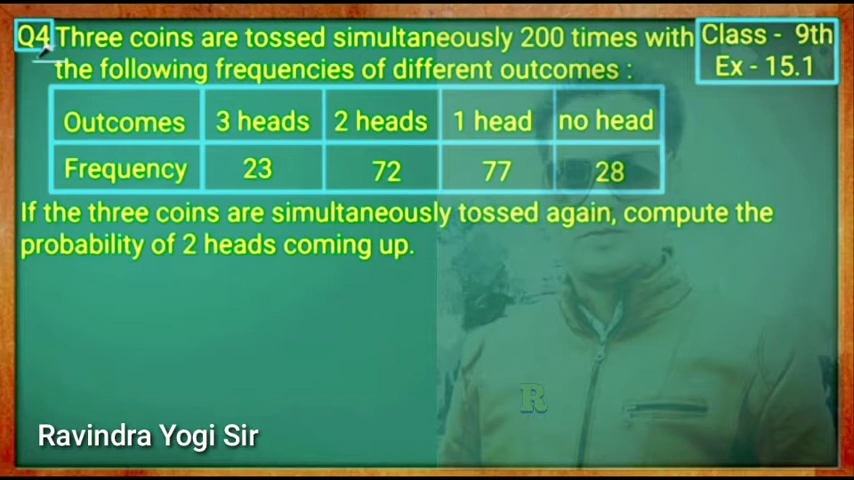 Q4 Three coins are tossed simultaneously 200 times with
the following frequencies of different outcomes :
Class - 9th
Ex - 15.1
Outcomes 3 heads 2 heads 1 head no head
Frequency 23 72 77 28
If the three coins are simultaneously tossed again, compute the
probability of 2 heads coming up.
R
Ravindra Yogi Sir